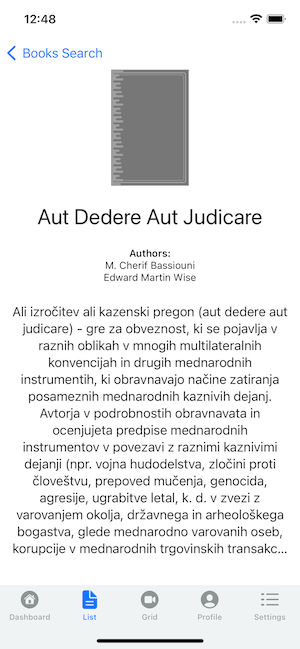 12:48
Books Search
Aut Dedere Aut Judicare
Authors:
M. Cherif Bassiouni
Edward Martin Wise
Ali izročitev ali kazenski pregon (aut dedere aut
judicare) - gre za obveznost, ki se pojavlja v
raznih oblikah v mnogih multilateralnih
konvencijah in drugih mednarodnih
instrumentih, ki obravnavajo načine zatiranja
posameznih mednarodnih kaznivih dejanj.
Avtorja v podrobnostih obravnavata in
ocenjujeta predpise mednarodnih
instrumentov v povezavi z raznimi kaznivimi
dejanji (npr. vojna hudodelstva, zločini proti
človeštvu, prepoved mučenja, genocida,
agresije, ugrabitve letal, k. d. v zvezi z
varovanjem okolja, državnega in arheološkega
bogastva, glede mednarodno varovanih oseb,
korupcije v mednarodnih trgovinskih transakc...
Dashboard
List
Grid
Profile
Settings